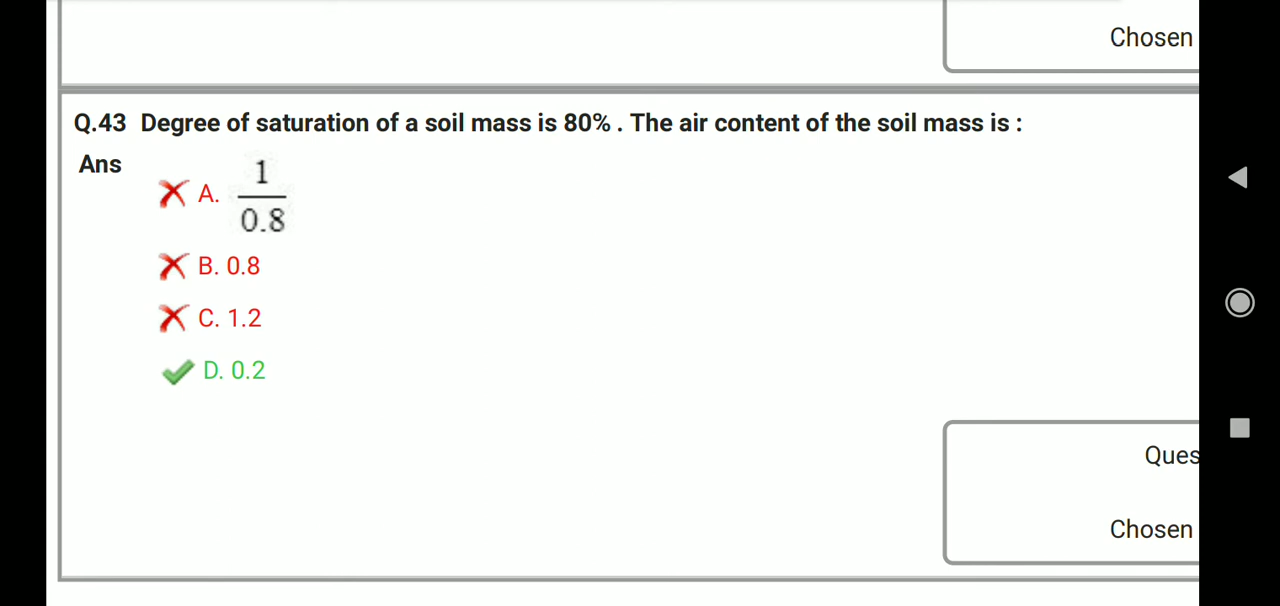 Chosen
Q.43 Degree of saturation of a soil mass is 80% . The air content of the soil mass is :
Ans
A. 1/0.8
B. 0.8
C. 1.2
D. 0.2
Ques
Chosen